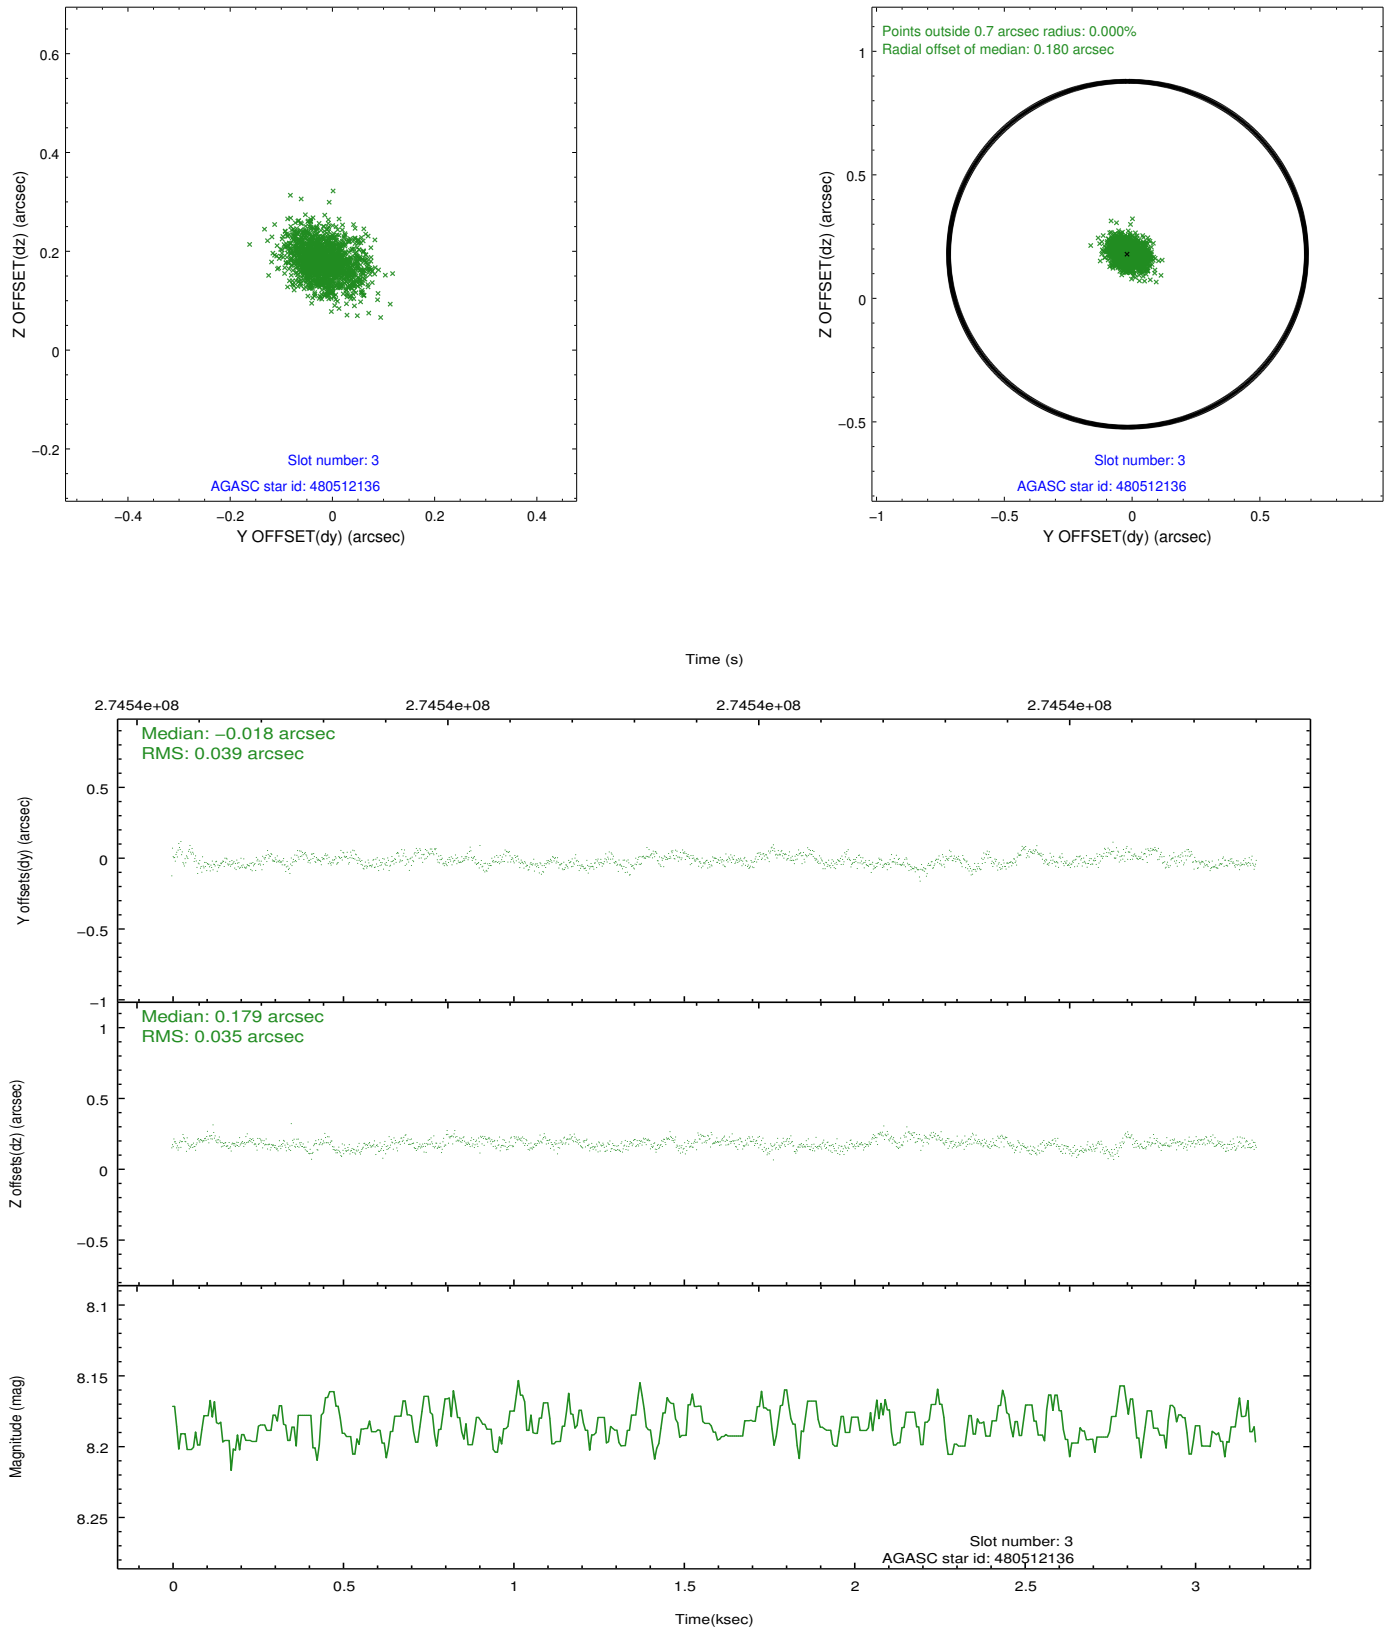 0.6
0.4
0.2
0
−0.2
Z OFFSET(dz) (arcsec)
Slot number: 3
AGASC star id: 480512136
−0.4
−0.2
0
0.2
0.4
Y OFFSET(dy) (arcsec)
Points outside 0.7 arcsec radius: 0.000%
Radial offset of median: 0.180 arcsec
1
0.5
0
−0.5
Z OFFSET(dz) (arcsec)
Slot number: 3
AGASC star id: 480512136
−1
−0.5
0
0.5
Y OFFSET(dy) (arcsec)
Time (s)
2.7454e+08
2.7454e+08
2.7454e+08
2.7454e+08
Median: −0.018 arcsec
RMS: 0.039 arcsec
0.5
0
−0.5
−1
Y offsets(dy) (arcsec)
Median: 0.179 arcsec
RMS: 0.035 arcsec
1
0.5
0
−0.5
Z offsets(dz) (arcsec)
8.1
8.15
8.2
8.25
Magnitude (mag)
Slot number: 3
AGASC star id: 480512136
0
0.5
1
1.5
2
2.5
3
Time(ksec)